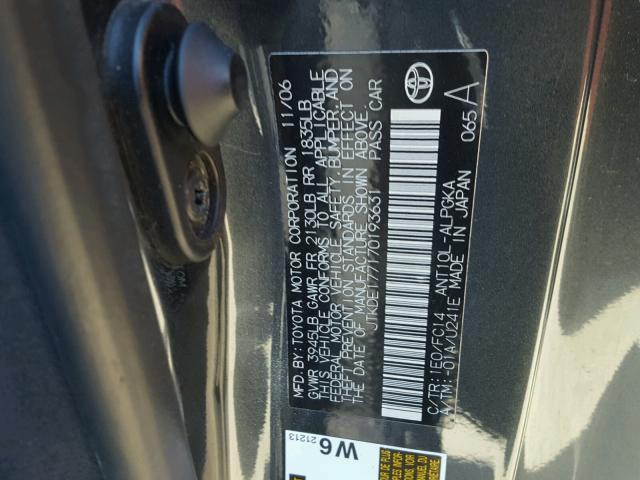 MFD. BY: TOYOTA MOTOR CORPORATION 11/06
GVWR 3945LB GAWR FR 2130LB RR 1835LB
THIS VEHICLE CONFORMS TO ALL APPLICABLE
FEDERAL MOTOR VEHICLE SAFETY, BUMPER, AND
THEFT PREVENTION STANDARDS IN EFFECT ON
THE DATE OF MANUFACTURE SHOWN ABOVE.
JTKDE177170193631 PASS CAR
C/TR: 1E0/FC14 ANT10L-ALPGKA
A/TM: -01A/U241E MADE IN JAPAN 065 A
W6
21213